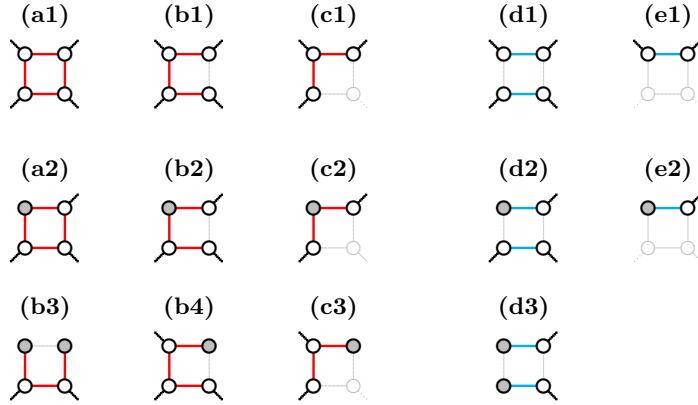 (a1) (b1) (c1) (d1) (e1)
(a2) (b2) (c2) (d2) (e2)
(b3) (b4) (c3) (d3)